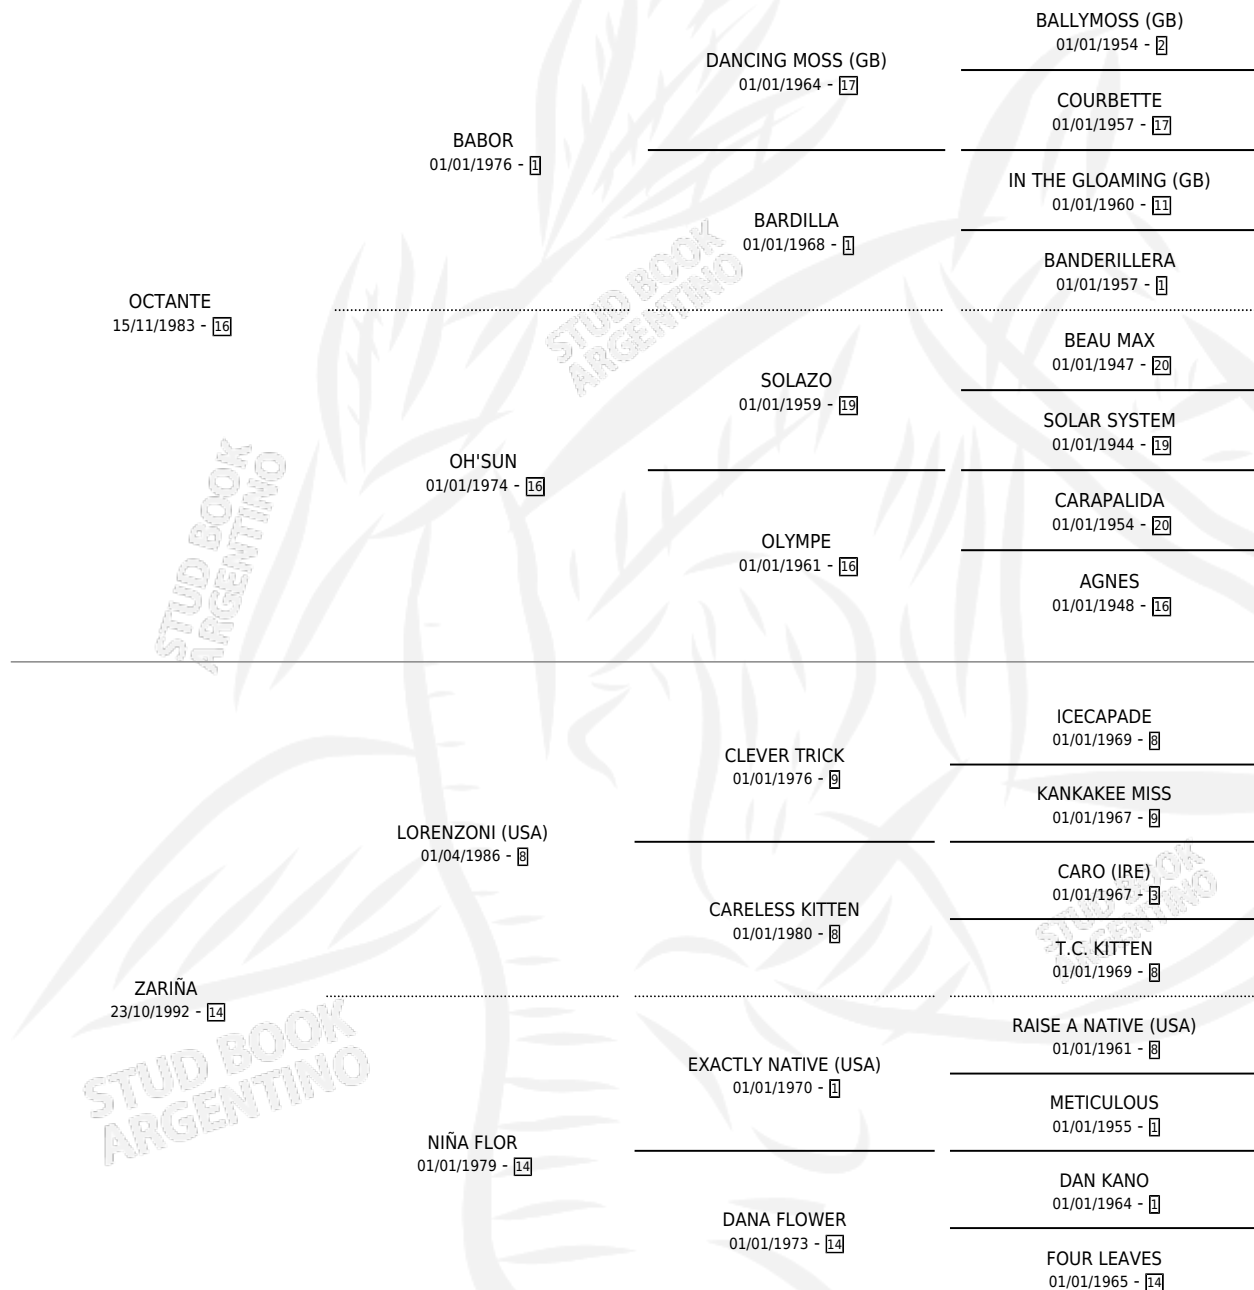 BALLYMOSS (GB)
01/01/1954 - 2
DANCING MOSS (GB)
01/01/1964 - 17
COURBETTE
01/01/1957 - 17
BABOR
01/01/1976 - 1
IN THE GLOAMING (GB)
01/01/1960 - 11
BARDILLA
01/01/1968 - 1
BANDERILLERA
01/01/1957 - 1
OCTANTE
15/11/1983 - 16
BEAU MAX
01/01/1947 - 20
SOLAZO
01/01/1959 - 19
SOLAR SYSTEM
01/01/1944 - 19
OH'SUN
01/01/1974 - 16
CARAPALIDA
01/01/1954 - 20
OLYMPE
01/01/1961 - 16
AGNES
01/01/1948 - 16
STUD BOOK
ARGENTINO
STUD BOOK
ARGENTINO
ICECAPADE
01/01/1969 - 8
CLEVER TRICK
01/01/1976 - 9
KANKAKEE MISS
01/01/1967 - 9
LORENZONI (USA)
01/04/1986 - 8
CARO (IRE)
01/01/1967 - 3
CARELESS KITTEN
01/01/1980 - 8
T.C. KITTEN
01/01/1969 - 8
ZARIÑA
23/10/1992 - 14
RAISE A NATIVE (USA)
01/01/1961 - 8
EXACTLY NATIVE (USA)
01/01/1970 - 1
METICULOUS
01/01/1955 - 1
NIÑA FLOR
01/01/1979 - 14
DAN KANO
01/01/1964 - 1
DANA FLOWER
01/01/1973 - 14
FOUR LEAVES
01/01/1965 - 14
STUD BOOK
ARGENTINO
STUD BOOK
ARGENTINO